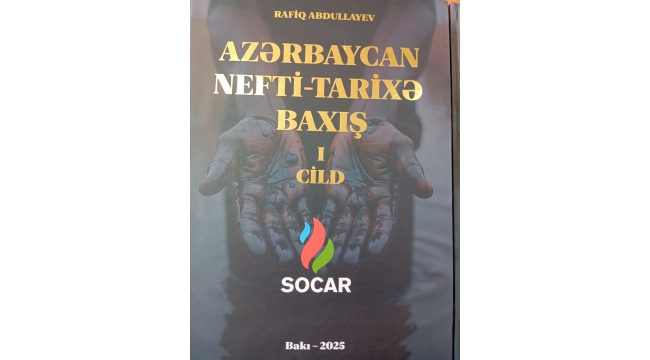 RAFİQ ABDULLAYEV
AZƏRBAYCAN
NEFTİ-TARİXƏ
BAXIŞ
I
CİLD
SOCAR
Bakı – 2025